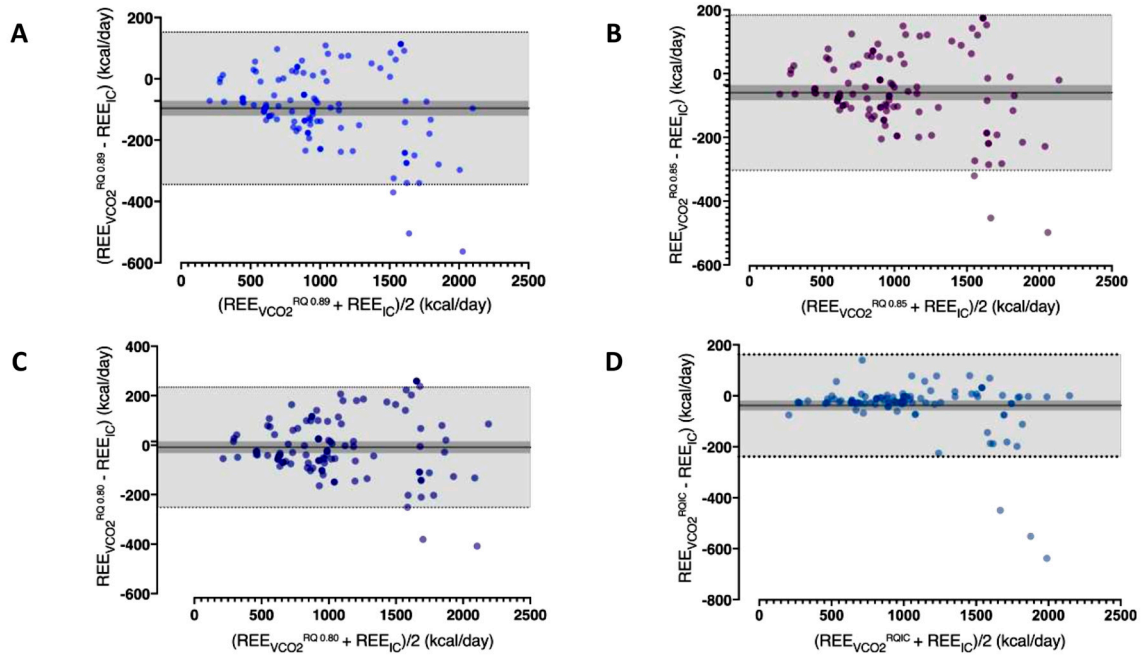 A
(REE_VCO2^RQ 0.89 - REE_IC) (kcal/day)
200
0
-200
-400
-600
0 500 1000 1500 2000 2500
(REE_VCO2^RQ 0.89 + REE_IC)/2 (kcal/day)
B
REE_VCO2^RQ 0.85 - REE_IC) (kcal/day)
200
0
-200
-400
-600
0 500 1000 1500 2000 2500
(REE_VCO2^RQ 0.85 + REE_IC)/2 (kcal/day)
C
REE_VCO2^RQ 0.80 - REE_IC) (kcal/day)
400
200
0
-200
-400
-600
0 500 1000 1500 2000 2500
(REE_VCO2^RQ 0.80 + REE_IC)/2 (kcal/day)
D
REE_VCO2^RQIC - REE_IC) (kcal/day)
200
0
-200
-400
-600
-800
0 500 1000 1500 2000 2500
(REE_VCO2^RQIC + REE_IC)/2 (kcal/day)